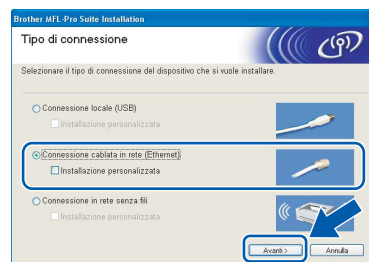 Brother MFL-Pro Suite Installation
Tipo di connessione
Selezionare il tipo di connessione del dispositivo che si vuole installare.
Connessione locale (USB)
Installazione personalizzata
Connessione cablata in rete (Ethernet)
Installazione personalizzata
Connessione in rete senza fili
Installazione personalizzata
Avanti >
Annulla